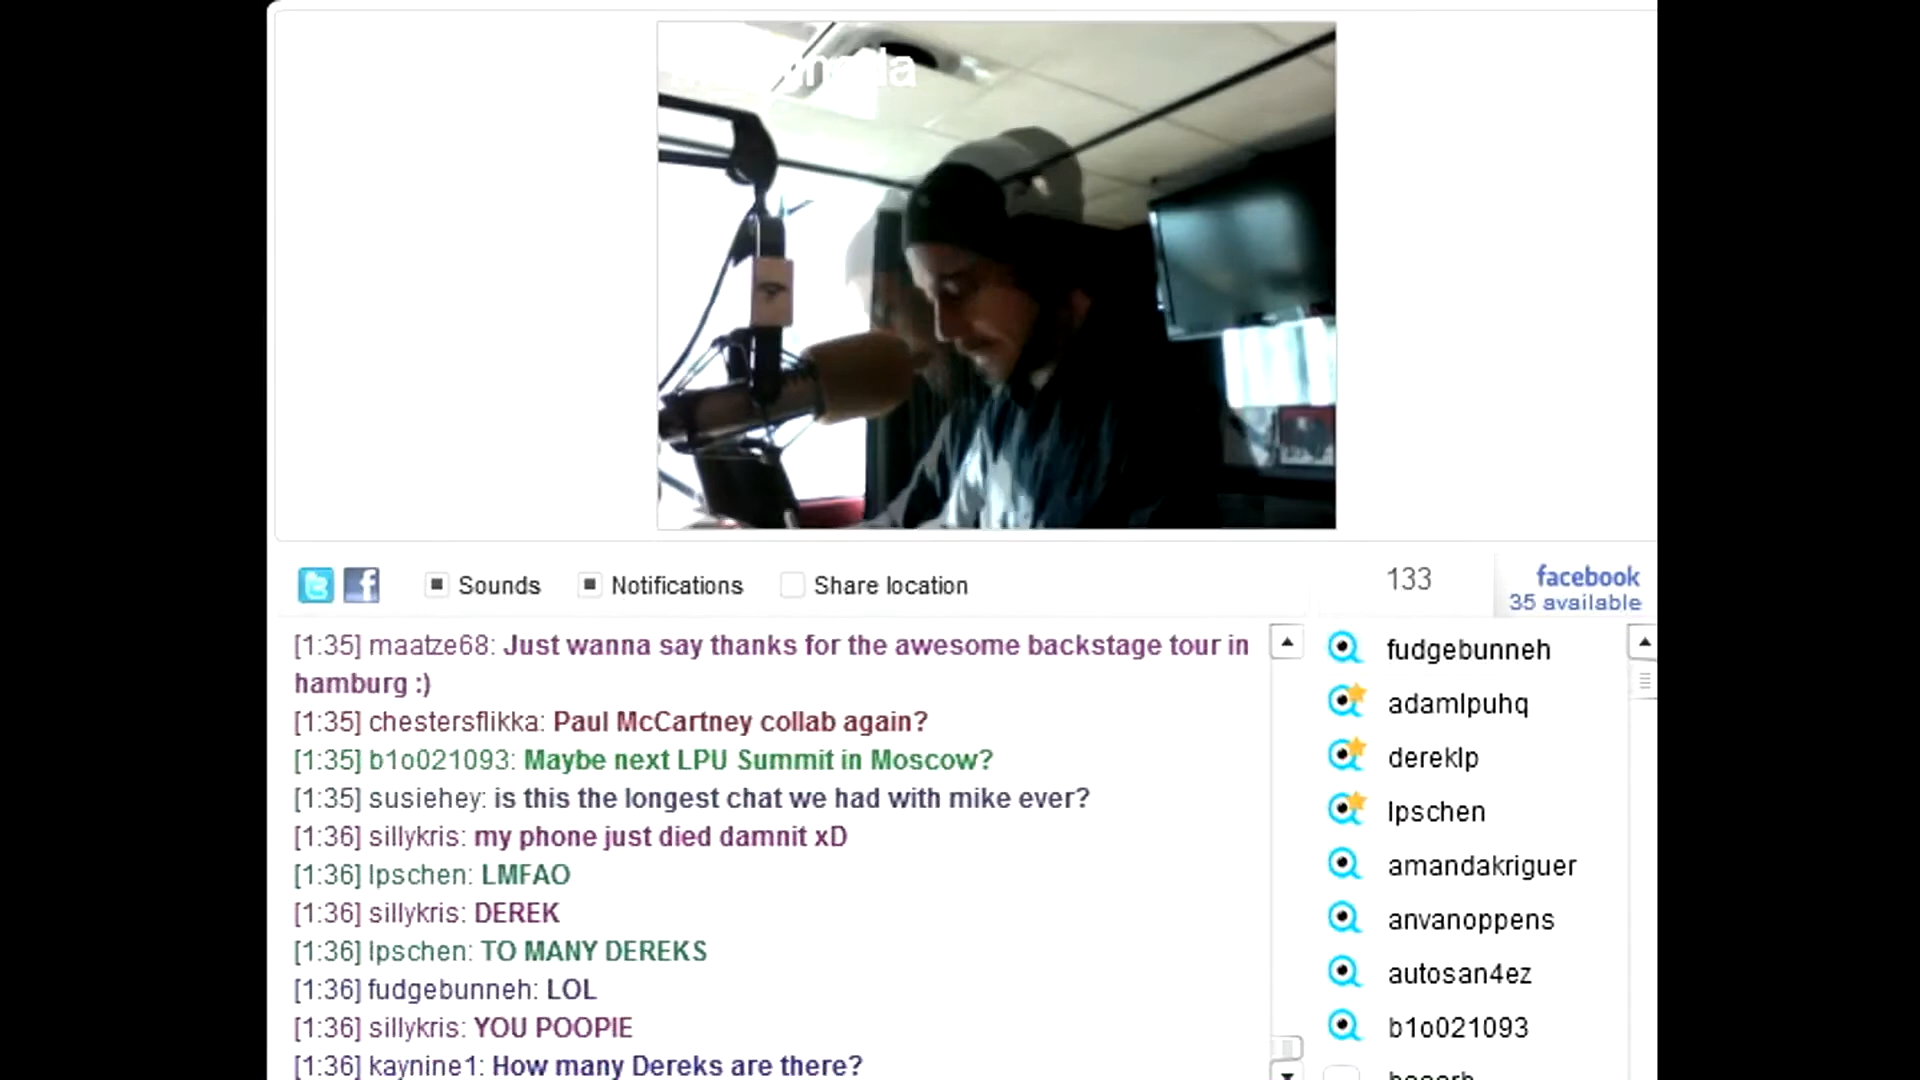 Sounds
Notifications
Share location
133
facebook
35 available
[1:35] maatze68: Just wanna say thanks for the awesome backstage tour in
hamburg :)
[1:35] chestersflikka: Paul McCartney collab again?
[1:35] b1o021093: Maybe next LPU Summit in Moscow?
[1:35] susiehey: is this the longest chat we had with mike ever?
[1:36] sillykris: my phone just died damnit xD
[1:36] lpschen: LMFAO
[1:36] sillykris: DEREK
[1:36] lpschen: TO MANY DEREKS
[1:36] fudgebunneh: LOL
[1:36] sillykris: YOU POOPIE
[1:36] kaynine1: How many Dereks are there?
fudgebunneh
adamlpuhq
dereklp
lpschen
amandakriguer
anvanoppens
autosan4ez
b1o021093